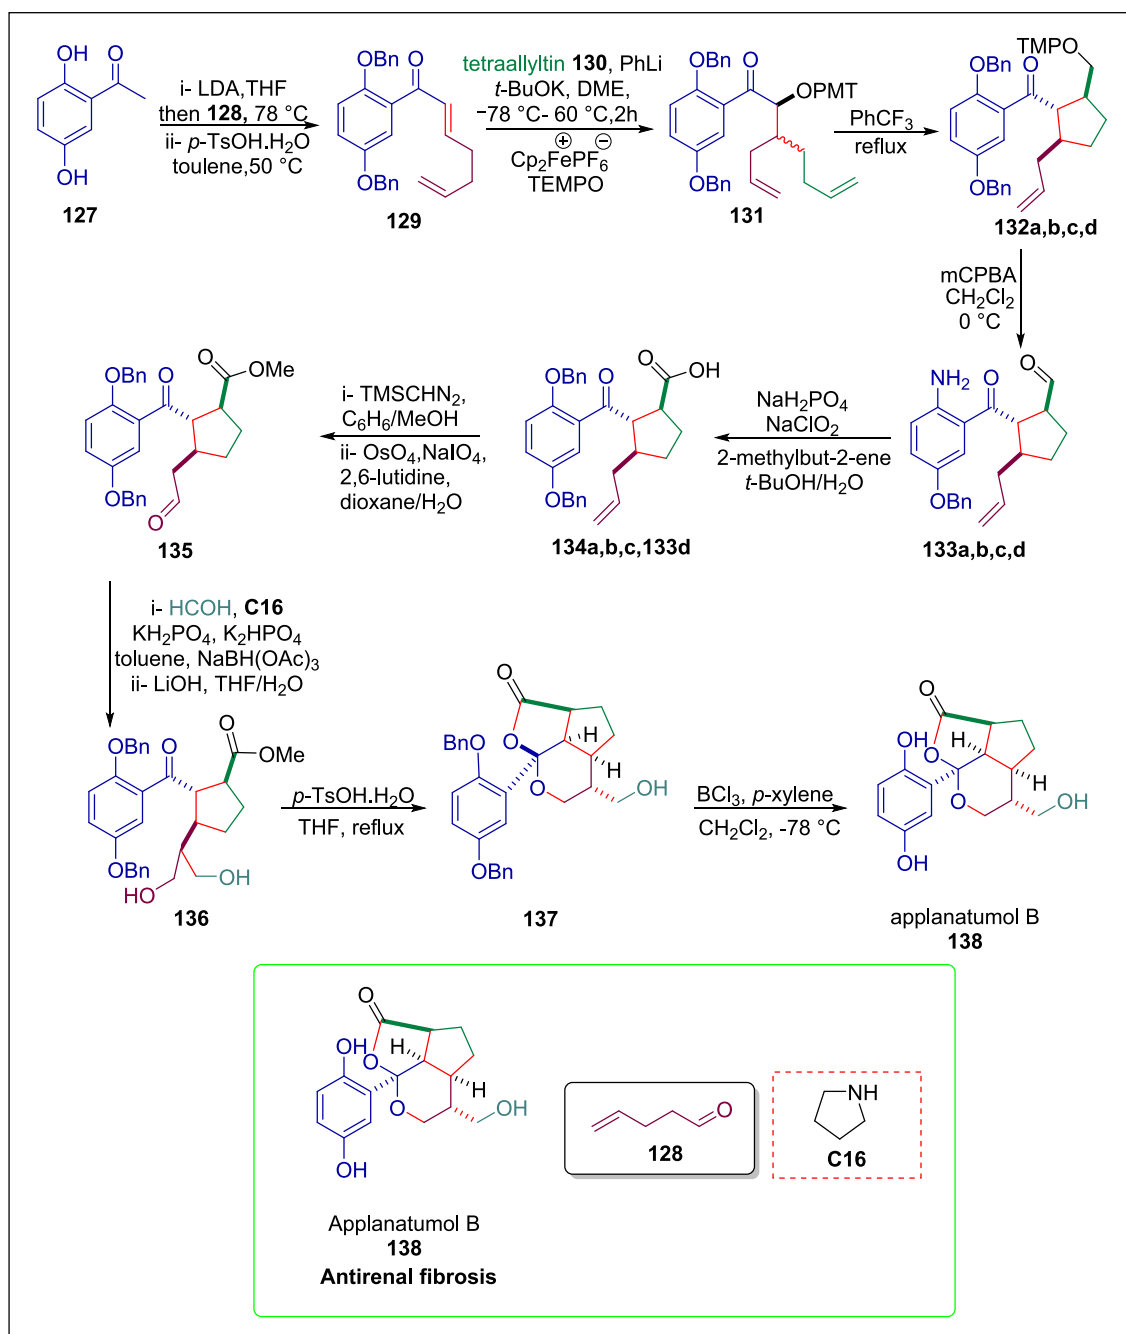 OH
O
OH
127
i- LDA,THF
then 128, 78 °C
ii- p-TsOH.H2O
toulene,50 °C
OBn
O
OBn
129
tetraallyltin 130, PhLi
t-BuOK, DME,
−78 °C- 60 °C,2h
⊕ ⊖
Cp2FePF6
TEMPO
OBn
O
OPMT
OBn
131
PhCF3
reflux
TMPO
OBn
O
OBn
132a,b,c,d
mCPBA
CH2Cl2
0 °C
O
NH2
O
OBn
133a,b,c,d
NaH2PO4
NaClO2
2-methylbut-2-ene
t-BuOH/H2O
O
OH
OBn
O
OBn
134a,b,c,133d
i- TMSCHN2,
C6H6/MeOH
ii- OsO4,NaIO4,
2,6-lutidine,
dioxane/H2O
O
OMe
OBn
O
OBn
O
135
i- HCOH, C16
KH2PO4, K2HPO4
toluene, NaBH(OAc)3
ii- LiOH, THF/H2O
O
OMe
OBn
O
OBn
HO
OH
136
p-TsOH.H2O
THF, reflux
O
BnO
O
H
H
O
OH
OBn
137
BCl3, p-xylene
CH2Cl2, -78 °C
O
OH
O
H
H
O
OH
OH
applanatumol B
138
O
OH
H
O
H
O
OH
OH
Applanatumol B
138
Antirenal fibrosis
O
128
NH
C16